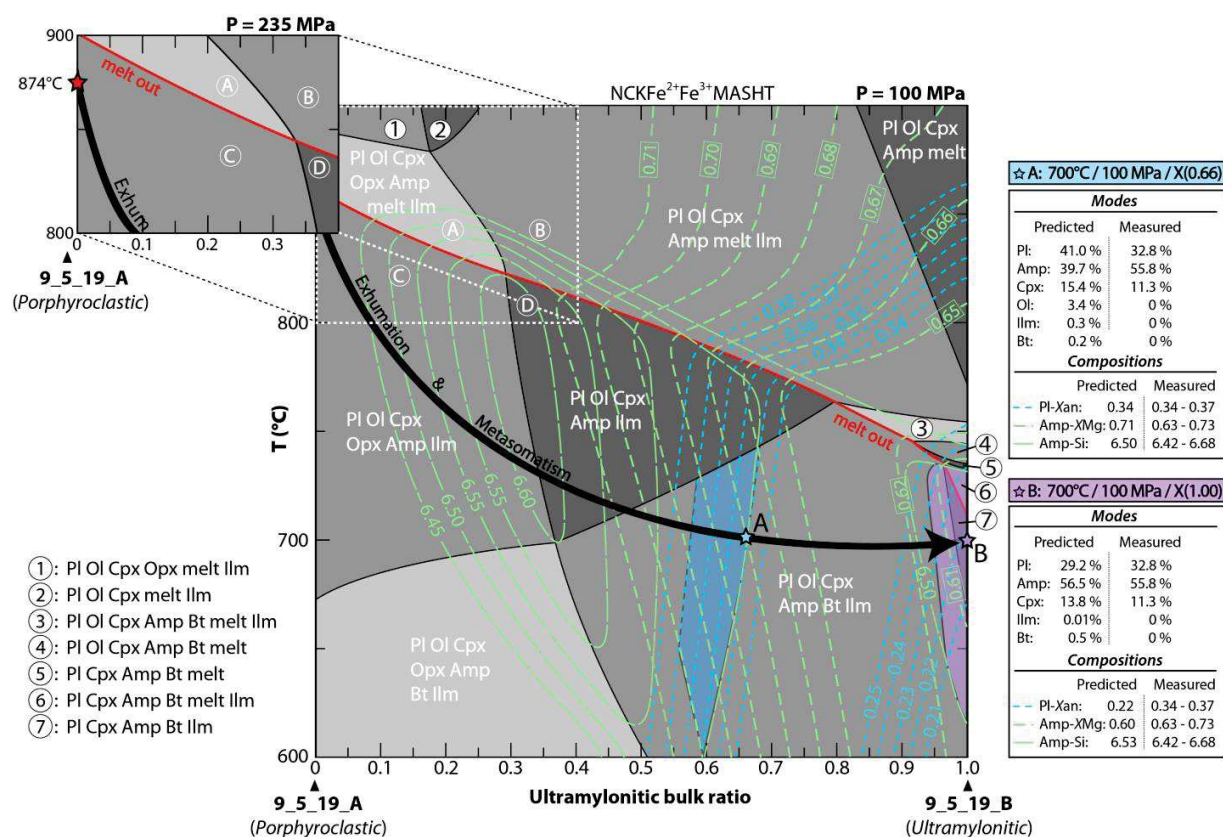 P = 235 MPa
900
874°C
800
melt out
A
B
C
D
Exhum
0
0.1
0.2
0.3
9_5_19_A
(Porphyroclastic)
NCKFe²⁺Fe³⁺MASHT
P = 100 MPa
1
2
Pl Ol Cpx
Opx Amp
melt Ilm
A
B
C
D
Pl Ol Cpx
Amp melt Ilm
Pl Ol Cpx
Amp melt
0.71
0.70
0.69
0.68
0.67
0.66
0.65
0.34
800
T (°C)
700
600
Exhumation
&
Metasomatism
Pl Ol Cpx
Opx Amp Ilm
Pl Ol Cpx
Amp Ilm
melt out
3
4
5
6
7
6.45
6.50
6.55
6.55
6.60
0.62
6.50
0.61
A
B
Pl Ol Cpx
Amp Bt Ilm
Pl Ol Cpx
Opx Amp
Bt Ilm
0.25
0.24
0.23
0.22
0.21
0
0.1
0.2
0.3
0.4
0.5
0.6
0.7
0.8
0.9
1.0
9_5_19_A
(Porphyroclastic)
Ultramylonitic bulk ratio
9_5_19_B
(Ultramylonitic)
①: Pl Ol Cpx Opx melt Ilm
②: Pl Ol Cpx melt Ilm
③: Pl Ol Cpx Amp Bt melt Ilm
④: Pl Ol Cpx Amp Bt melt
⑤: Pl Cpx Amp Bt melt
⑥: Pl Cpx Amp Bt melt Ilm
⑦: Pl Cpx Amp Bt Ilm
☆ A: 700°C / 100 MPa / X(0.66)
Modes
Predicted Measured
Pl: 41.0 % 32.8 %
Amp: 39.7 % 55.8 %
Cpx: 15.4 % 11.3 %
Ol: 3.4 % 0 %
Ilm: 0.3 % 0 %
Bt: 0.2 % 0 %
Compositions
Predicted Measured
Pl-Xan: 0.34 0.34 - 0.37
Amp-XMg: 0.71 0.63 - 0.73
Amp-Si: 6.50 6.42 - 6.68
☆ B: 700°C / 100 MPa / X(1.00)
Modes
Predicted Measured
Pl: 29.2 % 32.8 %
Amp: 56.5 % 55.8 %
Cpx: 13.8 % 11.3 %
Ilm: 0.01% 0 %
Bt: 0.5 % 0 %
Compositions
Predicted Measured
Pl-Xan: 0.22 0.34 - 0.37
Amp-XMg: 0.60 0.63 - 0.73
Amp-Si: 6.53 6.42 - 6.68